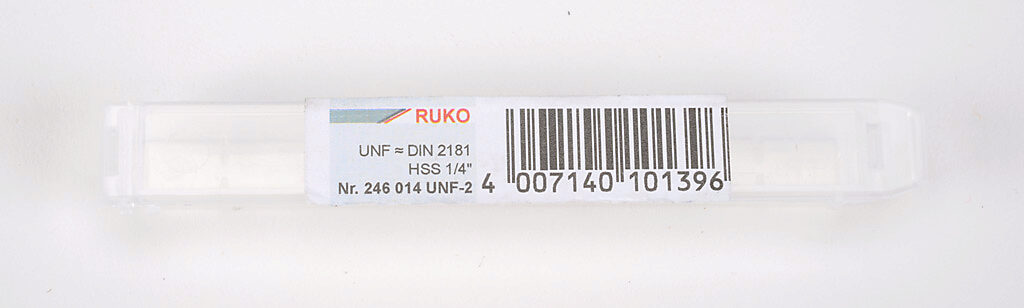 RUKO
UNF ≈ DIN 2181
HSS 1/4"
Nr. 246 014 UNF-2
4 007140 101396